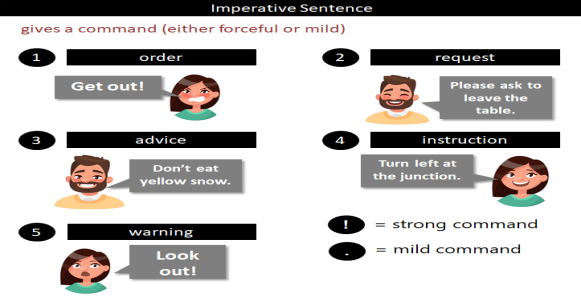 Imperative Sentence
gives a command (either forceful or mild)
1 order
Get out!
2 request
Please ask to
leave the
table.
3 advice
Don't eat
yellow snow.
4 instruction
Turn left at
the junction.
5 warning
Look
out!
! = strong command
. = mild command